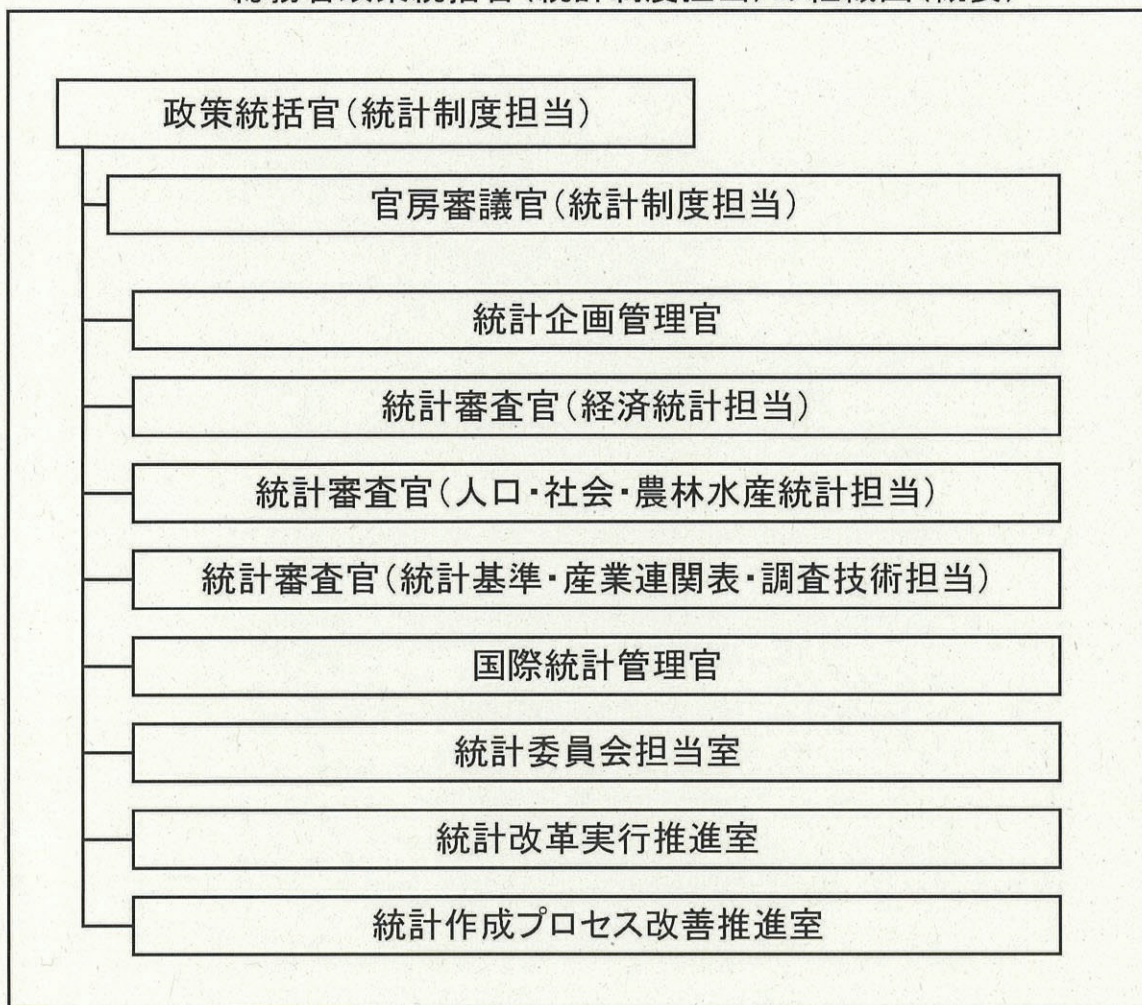 政策統括官（統計制度担当）
官房審議官（統計制度担当）
統計企画管理官
統計審査官（経済統計担当）
統計審査官（人口・社会・農林水産統計担当）
統計審査官（統計基準・産業連関表・調査技術担当）
国際統計管理官
統計委員会担当室
統計改革実行推進室
統計作成プロセス改善推進室